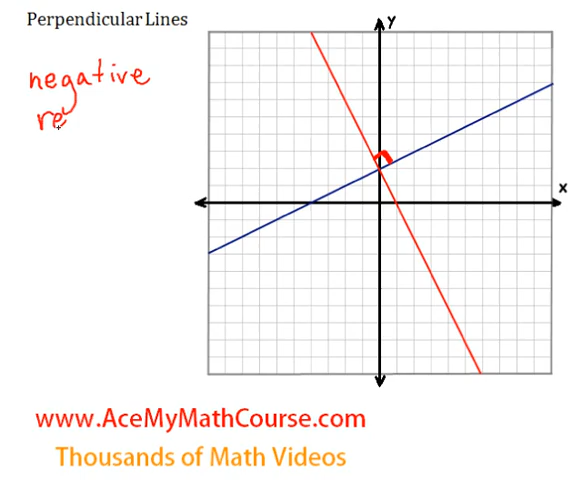 Perpendicular Lines
negative
re
y
x
www.AceMyMathCourse.com
Thousands of Math Videos